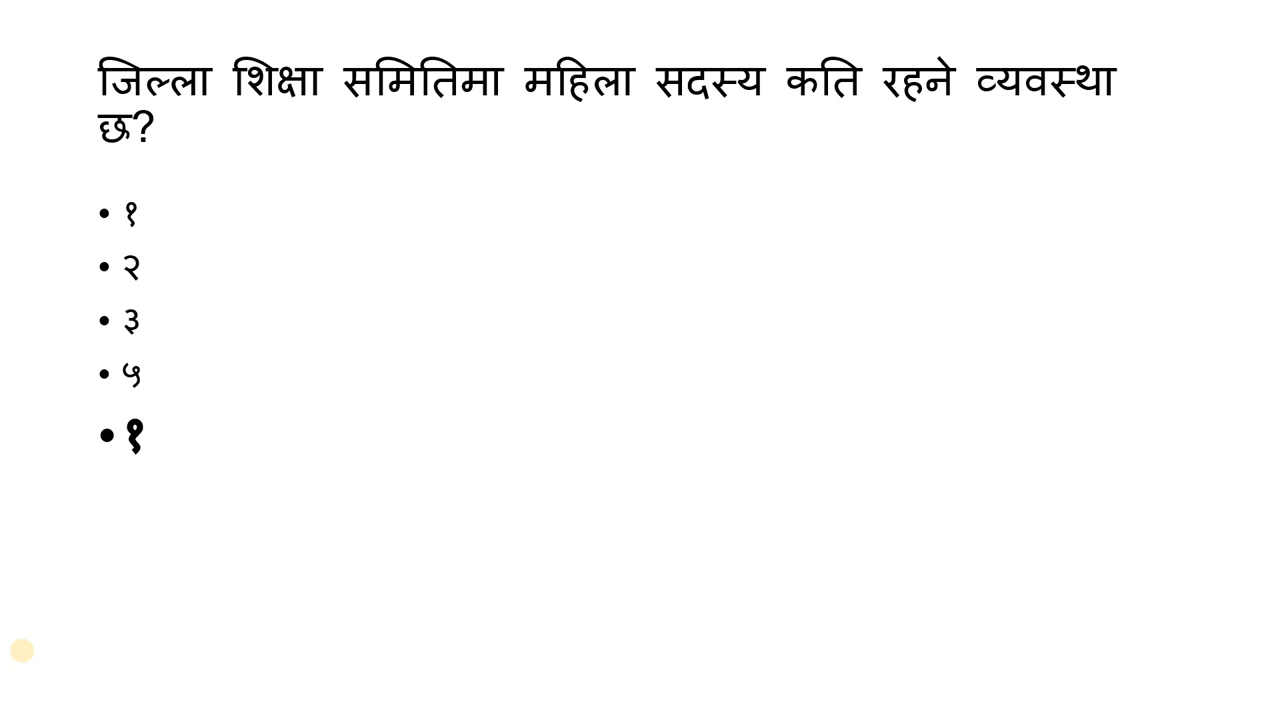 जिल्ला शिक्षा समितिमा महिला सदस्य कति रहने व्यवस्था
छ?
• १
• २
• ३
• ५
• १